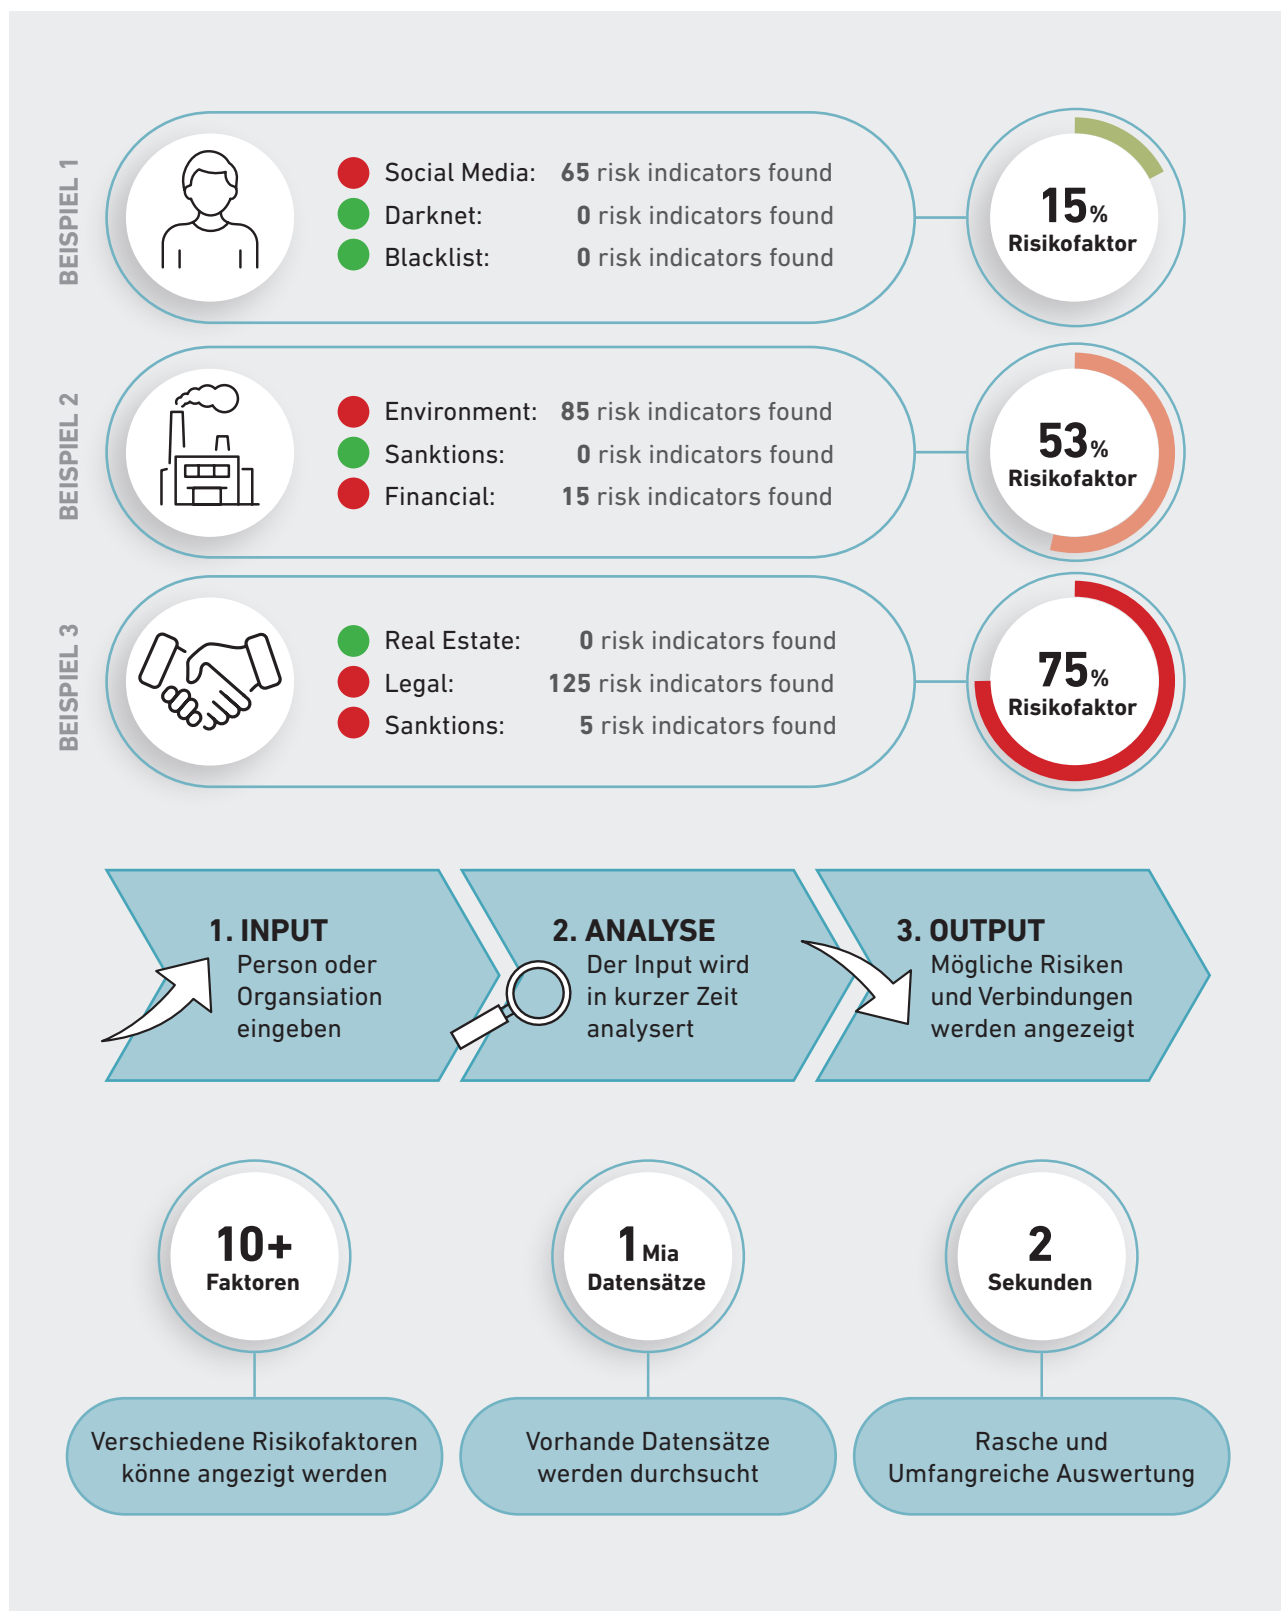 BEISPIEL 1
Social Media: 65 risk indicators found
Darknet: 0 risk indicators found
Blacklist: 0 risk indicators found
15%
Risikofaktor
BEISPIEL 2
Environment: 85 risk indicators found
Sanktions: 0 risk indicators found
Financial: 15 risk indicators found
53%
Risikofaktor
BEISPIEL 3
Real Estate: 0 risk indicators found
Legal: 125 risk indicators found
Sanktions: 5 risk indicators found
75%
Risikofaktor
1. INPUT
Person oder
Organsiation
eingeben
2. ANALYSE
Der Input wird
in kurzer Zeit
analysert
3. OUTPUT
Mögliche Risiken
und Verbindungen
werden angezeigt
10+
Faktoren
Verschiedene Risikofaktoren
könne angezigt werden
1 Mia
Datensätze
Vorhande Datensätze
werden durchsucht
2
Sekunden
Rasche und
Umfangreiche Auswertung